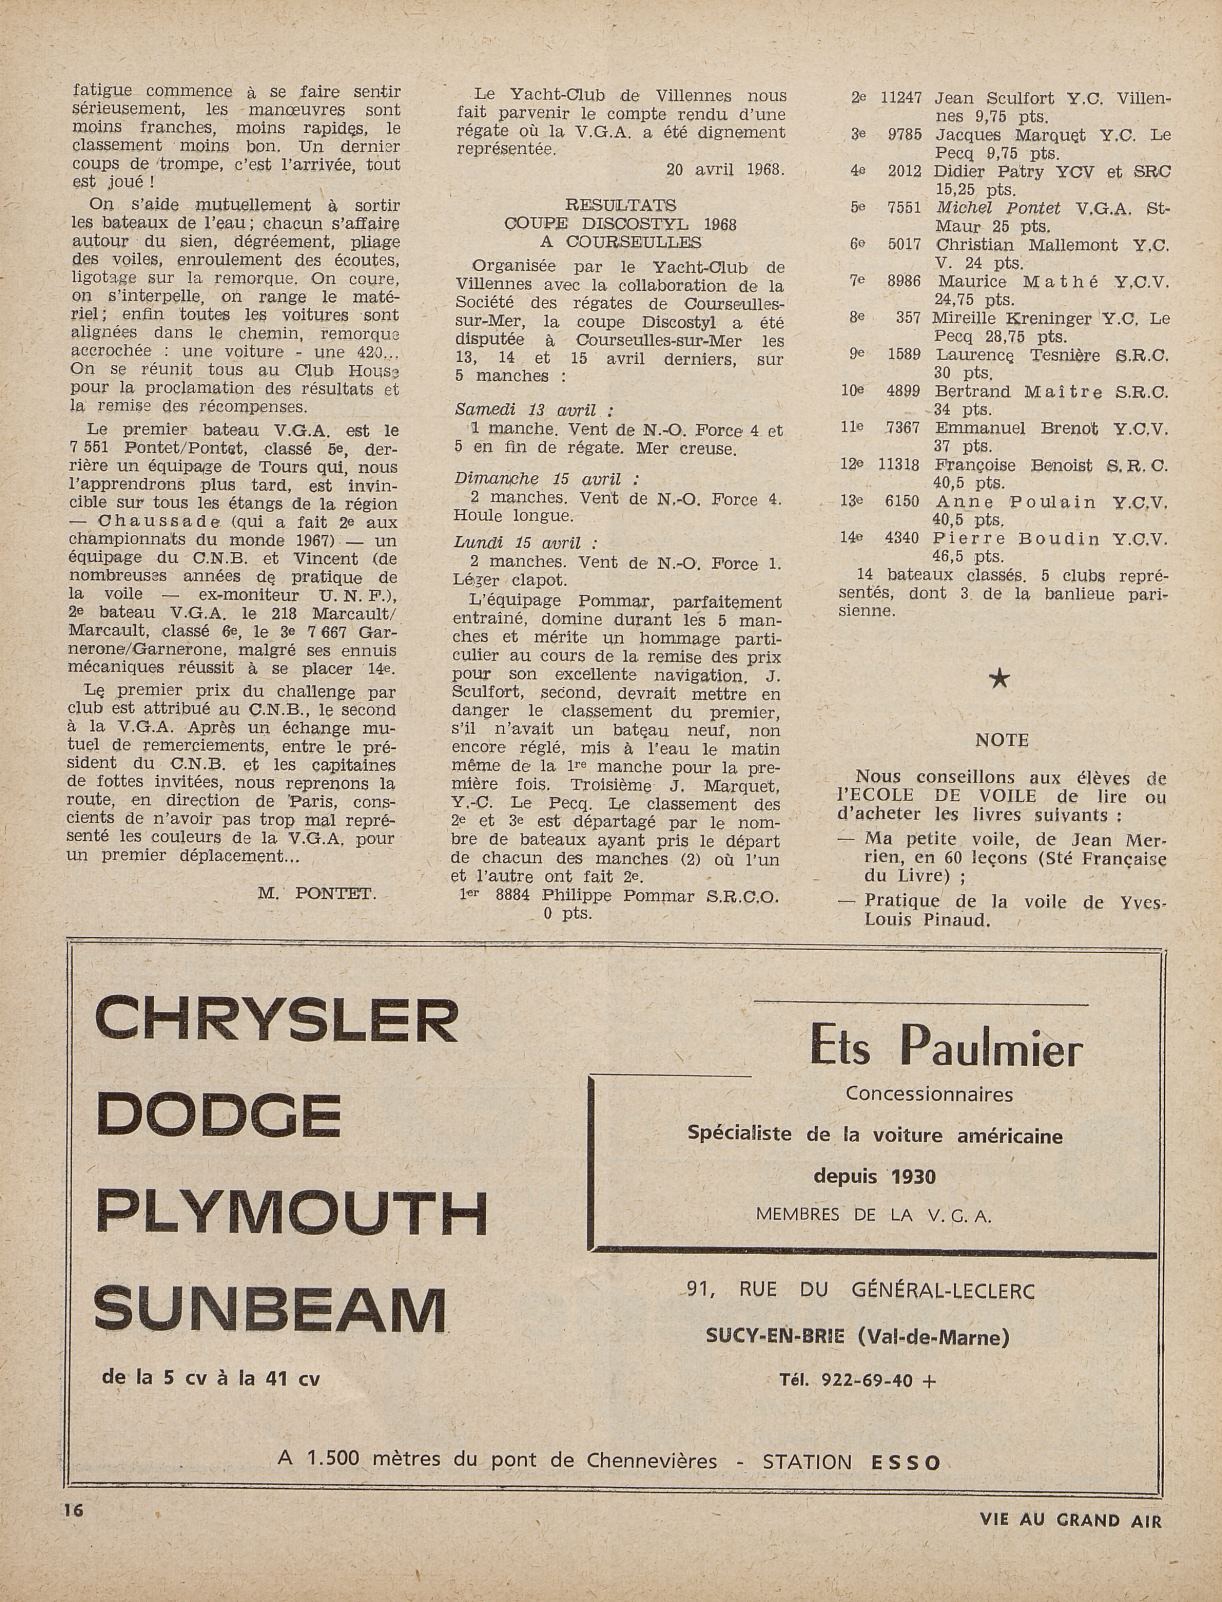 fatigue commence à se faire sentir
sérieusement, les manœuvres sont
moins franches, moins rapides, le
classement moins bon. Un dernier
coups de trompe, c'est l'arrivée, tout
est joué !
On s'aide mutuellement à sortir
les bateaux de l'eau; chacun s'affaire
autour du sien, dégréement, pliage
des voiles, enroulement des écoutes,
ligotage sur la remorque. On coure,
on s'interpelle, on range le maté-
riel; enfin toutes les voitures sont
alignées dans le chemin, remorque
accrochée : une voiture - une 420...
On se réunit tous au Club House
pour la proclamation des résultats et
la remise des récompenses.
Le premier bateau V.G.A. est le
7 551 Pontet/Pontet, classé 5e, der-
rière un équipage de Tours qui, nous
l'apprendrons plus tard, est invin-
cible sur tous les étangs de la région
— Chaussade (qui a fait 2e aux
championnats du monde 1967) — un
équipage du C.N.B. et Vincent (de
nombreuses années de pratique de
la voile — ex-moniteur U. N. F.),
2e bateau V.G.A. le 218 Marcault/
Marcault, classé 6e, le 3e 7 667 Gar-
nerone/Garnerone, malgré ses ennuis
mécaniques réussit à se placer 14e.
Le premier prix du challenge par
club est attribué au C.N.B., le second
à la V.G.A. Après un échange mu-
tuel de remerciements, entre le pré-
sident du C.N.B. et les capitaines
de fottes invitées, nous reprenons la
route, en direction de Paris, cons-
cients de n'avoir pas trop mal repré-
senté les couleurs de la V.G.A. pour
un premier déplacement...
M. PONTET.
Le Yacht-Club de Villennes nous
fait parvenir le compte rendu d'une
régate où la V.G.A. a été dignement
représentée.
20 avril 1968.
RESULTATS
COUPE DISCOSTYL 1968
A COURSEULLES
Organisée par le Yacht-Club de
Villennes avec la collaboration de la
Société des régates de Courseulles-
sur-Mer, la coupe Discostyl a été
disputée à Courseulles-sur-Mer les
13, 14 et 15 avril derniers, sur
5 manches :
Samedi 13 avril :
1 manche. Vent de N.-O. Force 4 et
5 en fin de régate. Mer creuse.
Dimanche 15 avril :
2 manches. Vent de N.-O. Force 4.
Houle longue.
Lundi 15 avril :
2 manches. Vent de N.-O. Force 1.
Léger clapot.
L'équipage Pommar, parfaitement
entraîné, domine durant les 5 man-
ches et mérite un hommage parti-
culier au cours de la remise des prix
pour son excellente navigation. J.
Sculfort, second, devrait mettre en
danger le classement du premier,
s'il n'avait un bateau neuf, non
encore réglé, mis à l'eau le matin
même de la 1re manche pour la pre-
mière fois. Troisième J. Marquet,
Y.-C. Le Pecq. Le classement des
2e et 3e est départagé par le nom-
bre de bateaux ayant pris le départ
de chacun des manches (2) où l'un
et l'autre ont fait 2e.
1er 8884 Philippe Pommar S.R.C.O.
0 pts.
2e 11247 Jean Sculfort Y.C. Villen-
nes 9,75 pts.
3e 9785 Jacques Marquet Y.C. Le
Pecq 9,75 pts.
4e 2012 Didier Patry YCV et SRC
15,25 pts.
5e 7551 Michel Pontet V.G.A. St-
Maur 25 pts.
6e 5017 Christian Mallemont Y.C.
V. 24 pts.
7e 8986 Maurice Mathé Y.C.V.
24,75 pts.
8e 357 Mireille Kreninger Y.C. Le
Pecq 28,75 pts.
9e 1589 Laurence Tesnière S.R.C.
30 pts.
10e 4899 Bertrand Maître S.R.C.
34 pts.
11e 7367 Emmanuel Brenot Y.C.V.
37 pts.
12e 11318 Françoise Benoist S. R. C.
40,5 pts.
13e 6150 Anne Poulain Y.C.V.
40,5 pts.
14e 4340 Pierre Boudin Y.C.V.
46,5 pts.
14 bateaux classés. 5 clubs repré-
sentés, dont 3 de la banlieue pari-
sienne.
★
NOTE
Nous conseillons aux élèves de
l'ECOLE DE VOILE de lire ou
d'acheter les livres suivants :
— Ma petite voile, de Jean Mer-
rien, en 60 leçons (Sté Française
du Livre) ;
— Pratique de la voile de Yves-
Louis Pinaud.
CHRYSLER
DODGE
PLYMOUTH
SUNBEAM
de la 5 cv à la 41 cv
Ets Paulmier
Concessionnaires
Spécialiste de la voiture américaine
depuis 1930
MEMBRES DE LA V. G. A.
91, RUE DU GÉNÉRAL-LECLERC
SUCY-EN-BRIE (Val-de-Marne)
Tél. 922-69-40 +
A 1.500 mètres du pont de Chennevières - STATION ESSO
16
VIE AU GRAND AIR